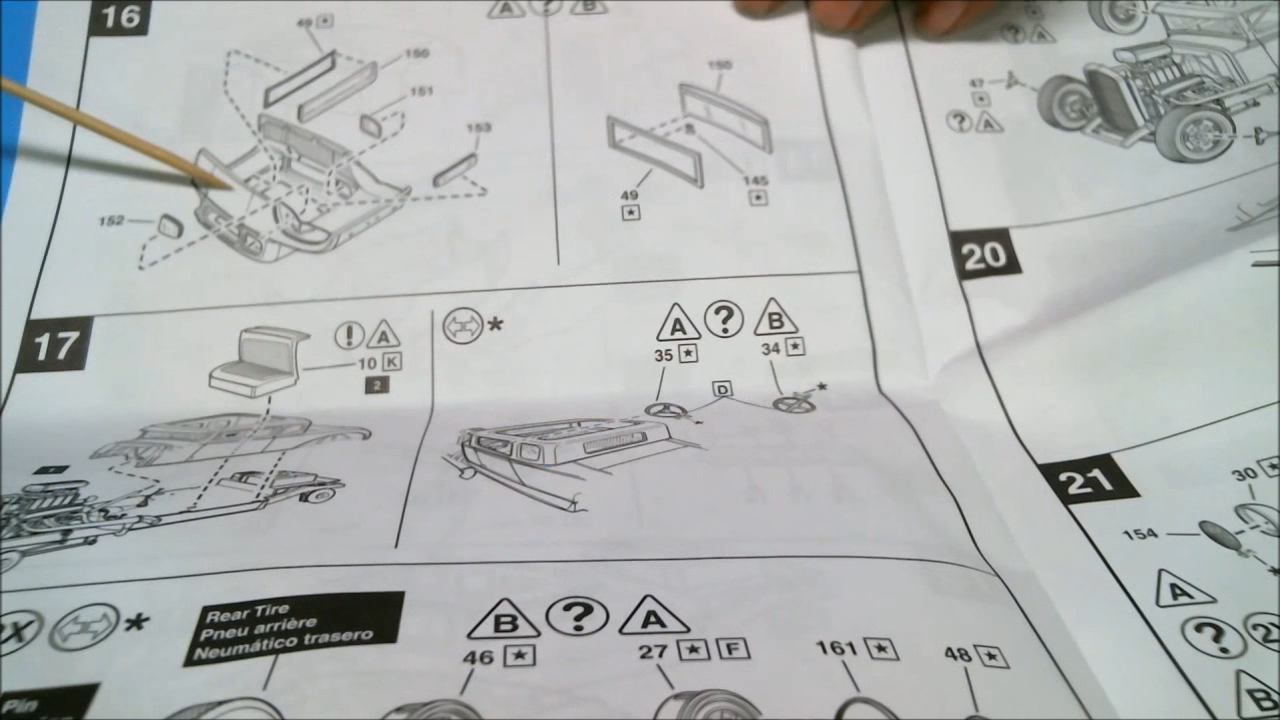 16
A ? B
49 ★
150
151
153
152
150
49
★
145
★
47
★
? A
17
! A
10 K
2
*
A ? B
35 ★
34 ★
D
*
*
20
21
30 ★
154
A
?
B
X *
Rear Tire
Pneu arrière
Neumático trasero
B ? A
46 ★
27 ★ F
161 ★
48 ★
Pin